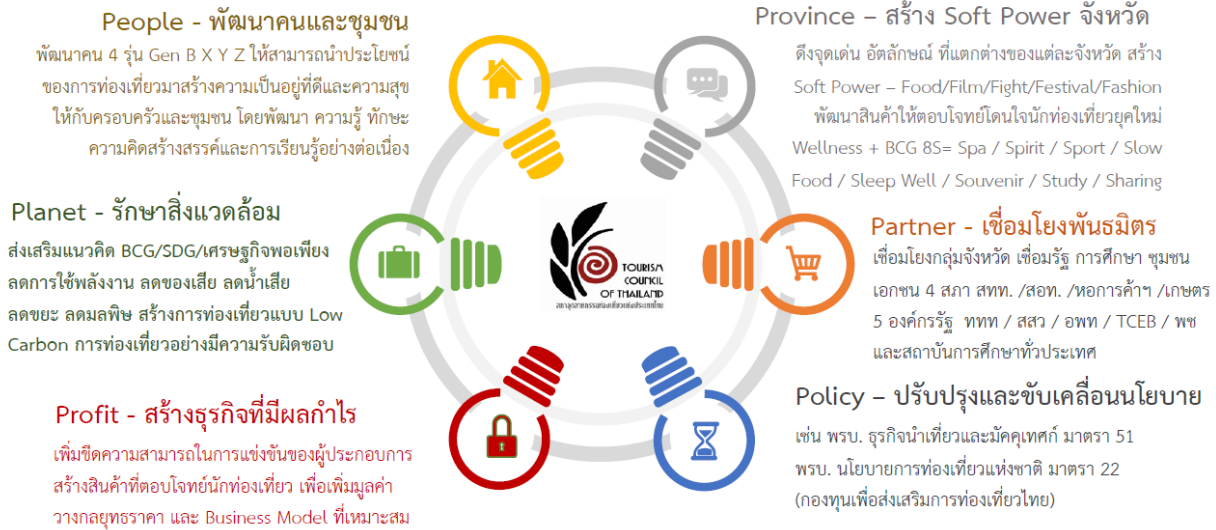 People - พัฒนาคนและชุมชน
พัฒนาคน 4 รุ่น Gen B X Y Z ให้สามารถนำประโยชน์
ของการท่องเที่ยวมาสร้างความเป็นอยู่ที่ดีและความสุข
ให้กับครอบครัวและชุมชน โดยพัฒนา ความรู้ ทักษะ
ความคิดสร้างสรรค์และการเรียนรู้อย่างต่อเนื่อง
Province – สร้าง Soft Power จังหวัด
ดึงจุดเด่น อัตลักษณ์ ที่แตกต่างของแต่ละจังหวัด สร้าง
Soft Power – Food/Film/Fight/Festival/Fashion
พัฒนาสินค้าให้ตอบโจทย์โดนใจนักท่องเที่ยวยุคใหม่
Wellness + BCG 8S= Spa / Spirit / Sport / Slow
Food / Sleep Well / Souvenir / Study / Sharing
Planet - รักษาสิ่งแวดล้อม
ส่งเสริมแนวคิด BCG/SDG/เศรษฐกิจพอเพียง
ลดการใช้พลังงาน ลดของเสีย ลดน้ำเสีย
ลดขยะ ลดมลพิษ สร้างการท่องเที่ยวแบบ Low
Carbon การท่องเที่ยวอย่างมีความรับผิดชอบ
TOURISM
COUNCIL
OF THAILAND
สภาอุตสาหกรรมท่องเที่ยวแห่งประเทศไทย
Partner - เชื่อมโยงพันธมิตร
เชื่อมโยงกลุ่มจังหวัด เชื่อมรัฐ การศึกษา ชุมชน
เอกชน 4 สภา สทท. /สอท. /หอการค้าฯ /เกษตร
5 องค์กรรัฐ ททท / สสว / อพท / TCEB / พช
และสถาบันการศึกษาทั่วประเทศ
Profit - สร้างธุรกิจที่มีผลกำไร
เพิ่มขีดความสามารถในการแข่งขันของผู้ประกอบการ
สร้างสินค้าที่ตอบโจทย์นักท่องเที่ยว เพื่อเพิ่มมูลค่า
วางกลยุทธราคา และ Business Model ที่เหมาะสม
Policy – ปรับปรุงและขับเคลื่อนนโยบาย
เช่น พรบ. ธุรกิจนำเที่ยวและมัคคุเทศก์ มาตรา 51
พรบ. นโยบายการท่องเที่ยวแห่งชาติ มาตรา 22
(กองทุนเพื่อส่งเสริมการท่องเที่ยวไทย)